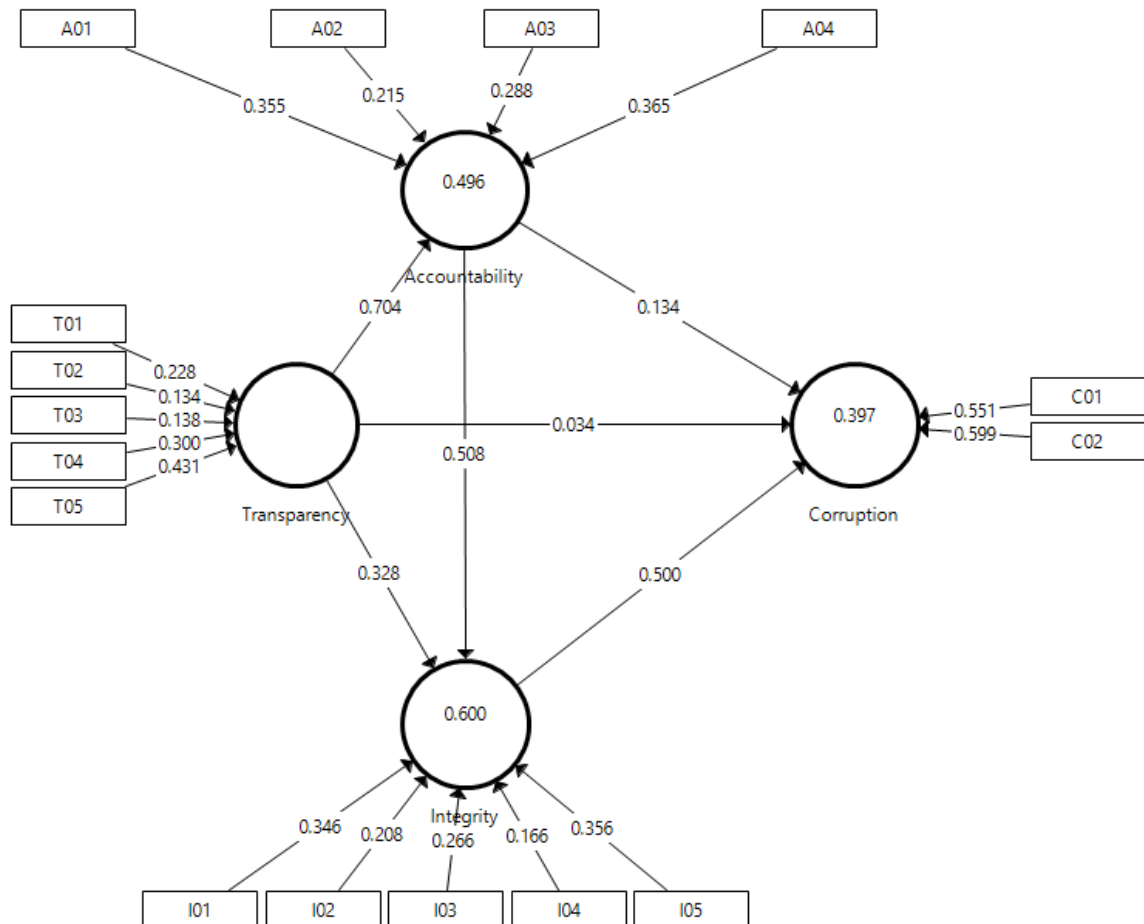 A01
A02
A03
A04
0.355
0.215
0.288
0.365
0.496
Accountability
0.704
0.134
T01
T02
T03
T04
T05
0.228
0.134
0.138
0.300
0.431
Transparency
0.034
0.508
0.397
Corruption
0.551
0.599
C01
C02
0.328
0.500
0.600
Integrity
0.346
0.208
0.266
0.166
0.356
I01
I02
I03
I04
I05